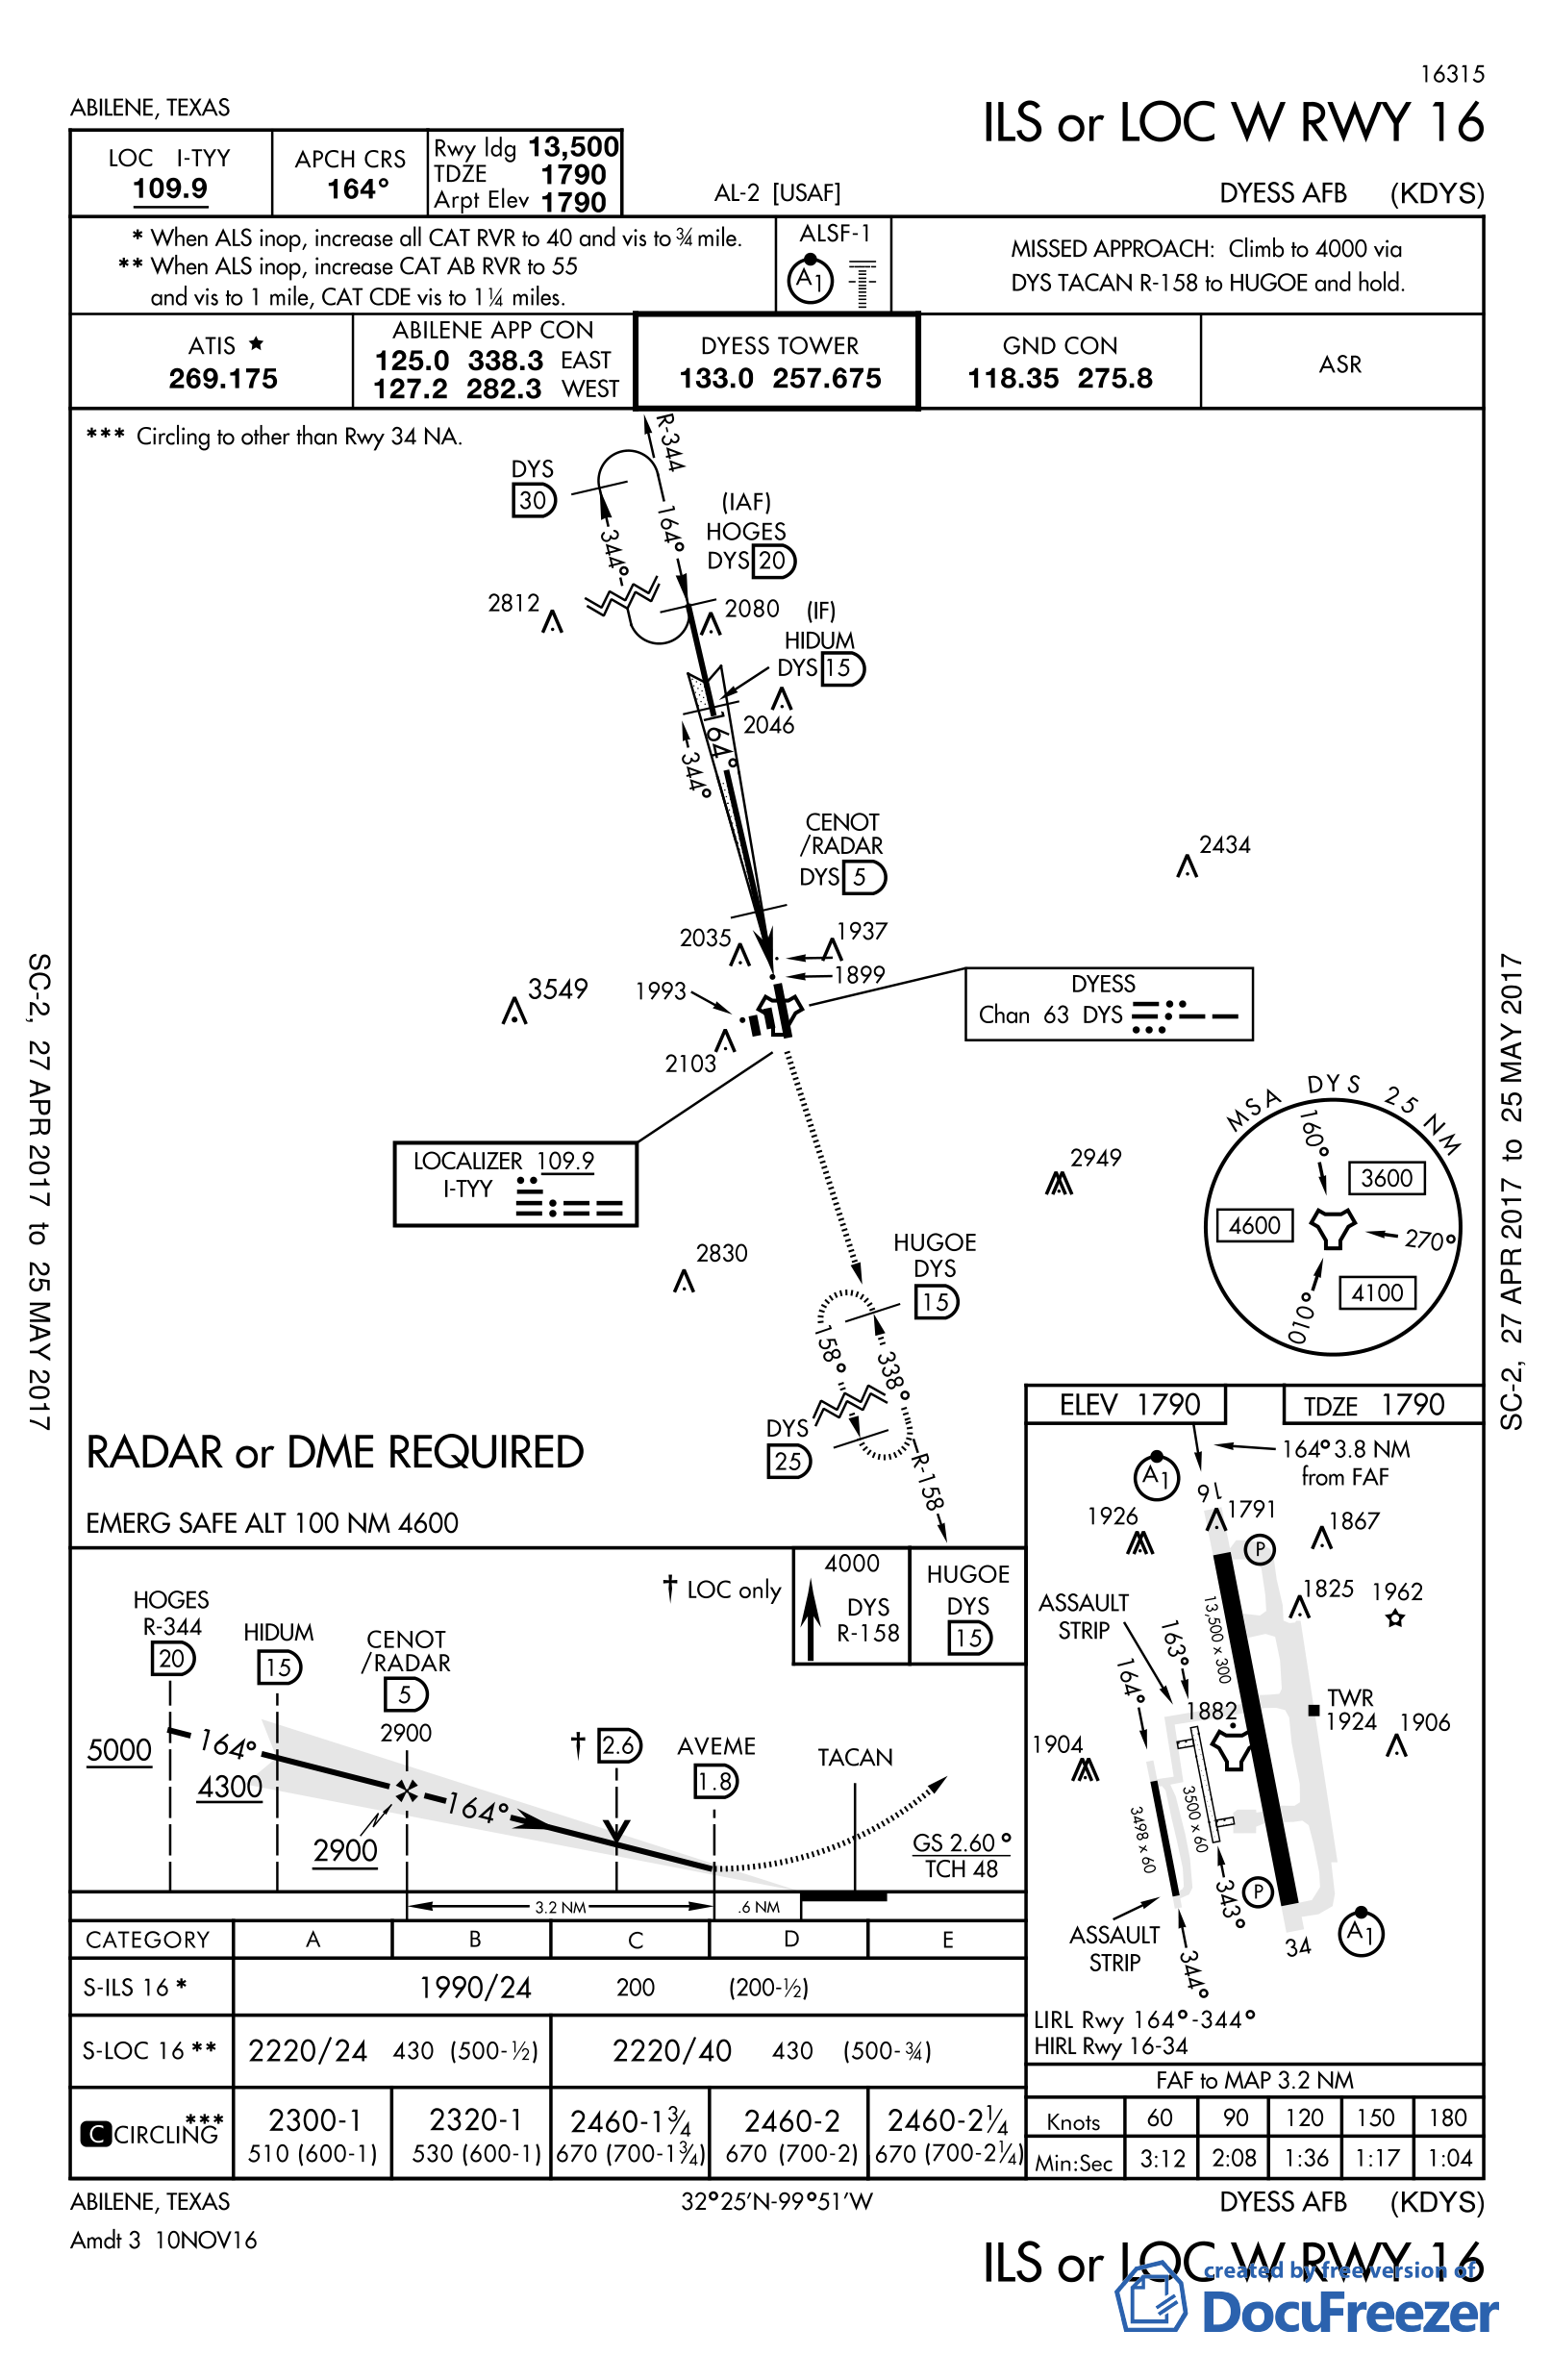 16315
ABILENE, TEXAS
ILS or LOC W RWY 16
LOC I-TYY
109.9
APCH CRS
164°
Rwy ldg 13,500
TDZE 1790
Arpt Elev 1790
AL-2 [USAF]
DYESS AFB (KDYS)
* When ALS inop, increase all CAT RVR to 40 and vis to ¾ mile.
** When ALS inop, increase CAT AB RVR to 55
and vis to 1 mile, CAT CDE vis to 1¼ miles.
ALSF-1
A1
MISSED APPROACH: Climb to 4000 via
DYS TACAN R-158 to HUGOE and hold.
ATIS ★
269.175
ABILENE APP CON
125.0 338.3 EAST
127.2 282.3 WEST
DYESS TOWER
133.0 257.675
GND CON
118.35 275.8
ASR
*** Circling to other than Rwy 34 NA.
R-344
DYS
30
344°
164°
(IAF)
HOGES
DYS 20
2812
2080
(IF)
HIDUM
DYS 15
2046
164°
344°
CENOT
/RADAR
DYS 5
2434
2035
1937
1899
3549
1993
2103
DYESS
Chan 63 DYS
LOCALIZER 109.9
I-TYY
2949
2830
MSA DYS 25 NM
160°
3600
4600
270°
4100
010°
HUGOE
DYS
15
158°
338°
DYS
25
R-158
RADAR or DME REQUIRED
EMERG SAFE ALT 100 NM 4600
SC-2, 27 APR 2017 to 25 MAY 2017
SC-2, 27 APR 2017 to 25 MAY 2017
ELEV 1790
TDZE 1790
164° 3.8 NM
from FAF
A1
16
1791
1926
P
1867
1825
1962
ASSAULT
STRIP
163°
164°
13,500 x 300
1882
TWR
1924
1906
1904
3498 x 60
3500 x 60
343°
P
ASSAULT
STRIP
344°
34
A1
LIRL Rwy 164°-344°
HIRL Rwy 16-34
FAF to MAP 3.2 NM
Knots 60 90 120 150 180
Min:Sec 3:12 2:08 1:36 1:17 1:04
† LOC only
4000
DYS
R-158
HUGOE
DYS
15
HOGES
R-344
20
HIDUM
15
CENOT
/RADAR
5
2900
5000
164°
4300
2900
164°
† 2.6
AVEME
1.8
TACAN
GS 2.60°
TCH 48
3.2 NM
.6 NM
CATEGORY A B C D E
S-ILS 16 * 1990/24 200 (200-½)
S-LOC 16 ** 2220/24 430 (500-½) 2220/40 430 (500-¾)
C CIRCLING ***
2300-1 2320-1 2460-1¾ 2460-2 2460-2¼
510 (600-1) 530 (600-1) 670 (700-1¾) 670 (700-2) 670 (700-2¼)
ABILENE, TEXAS
32°25'N-99°51'W
DYESS AFB (KDYS)
Amdt 3 10NOV16
ILS or LOC W RWY 16
created by free version of
DocuFreezer